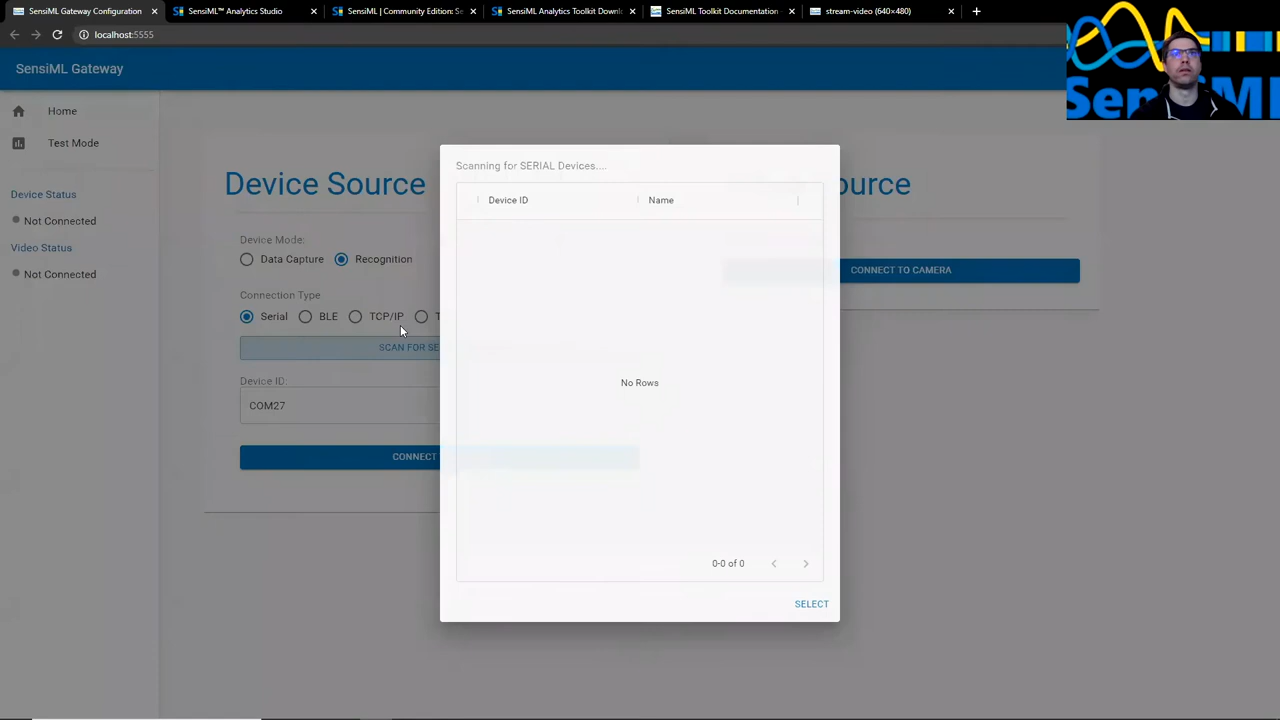 SensiML Gateway Configuration
SensiML™ Analytics Studio
SensiML | Community Edition: Se
SensiML Analytics Toolkit Downl
SensiML Toolkit Documentation
stream-video (640×480)
localhost:5555
SensiML Gateway
SensiML
Home
Test Mode
Device Status
Not Connected
Video Status
Not Connected
Device Source
ource
Device Mode:
Data Capture
Recognition
Connection Type:
Serial
BLE
TCP/IP
T
SCAN FOR SE
Device ID:
COM27
CONNECT
CONNECT TO CAMERA
Scanning for SERIAL Devices....
Device ID
Name
No Rows
0-0 of 0
SELECT